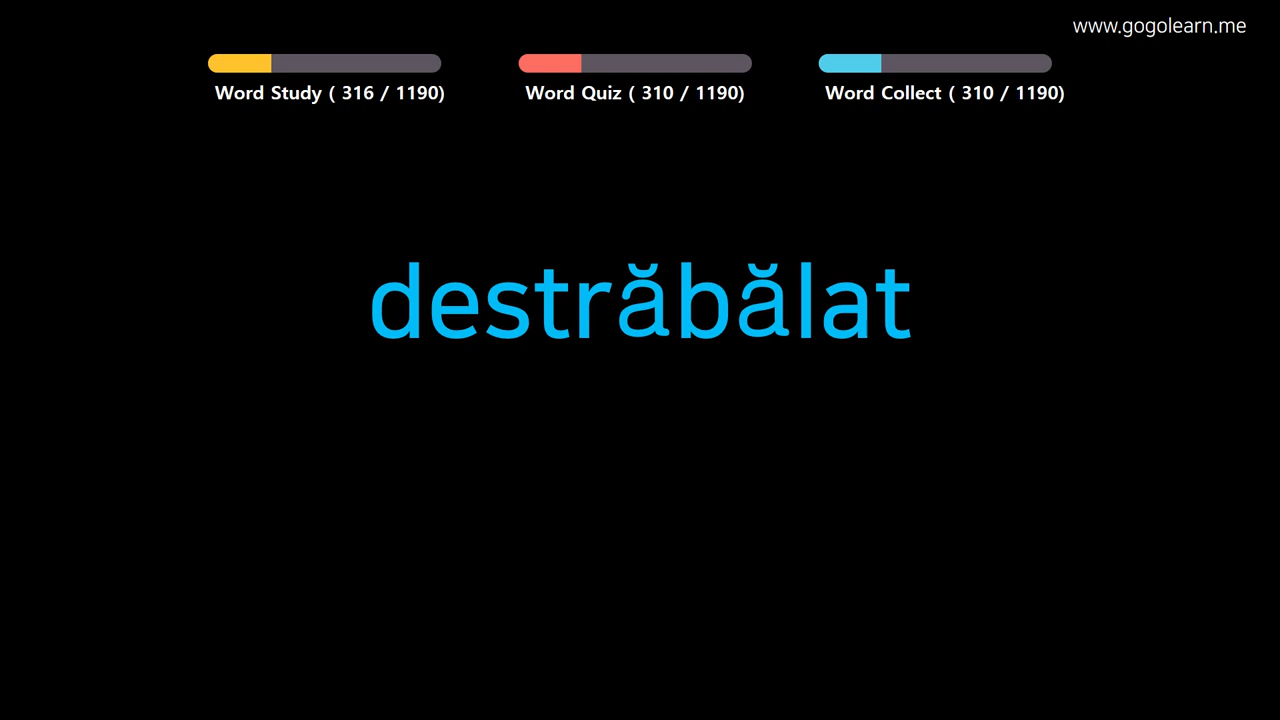 www.gogolearn.me
Word Study ( 316 / 1190)
Word Quiz ( 310 / 1190)
Word Collect ( 310 / 1190)
destrăbălat